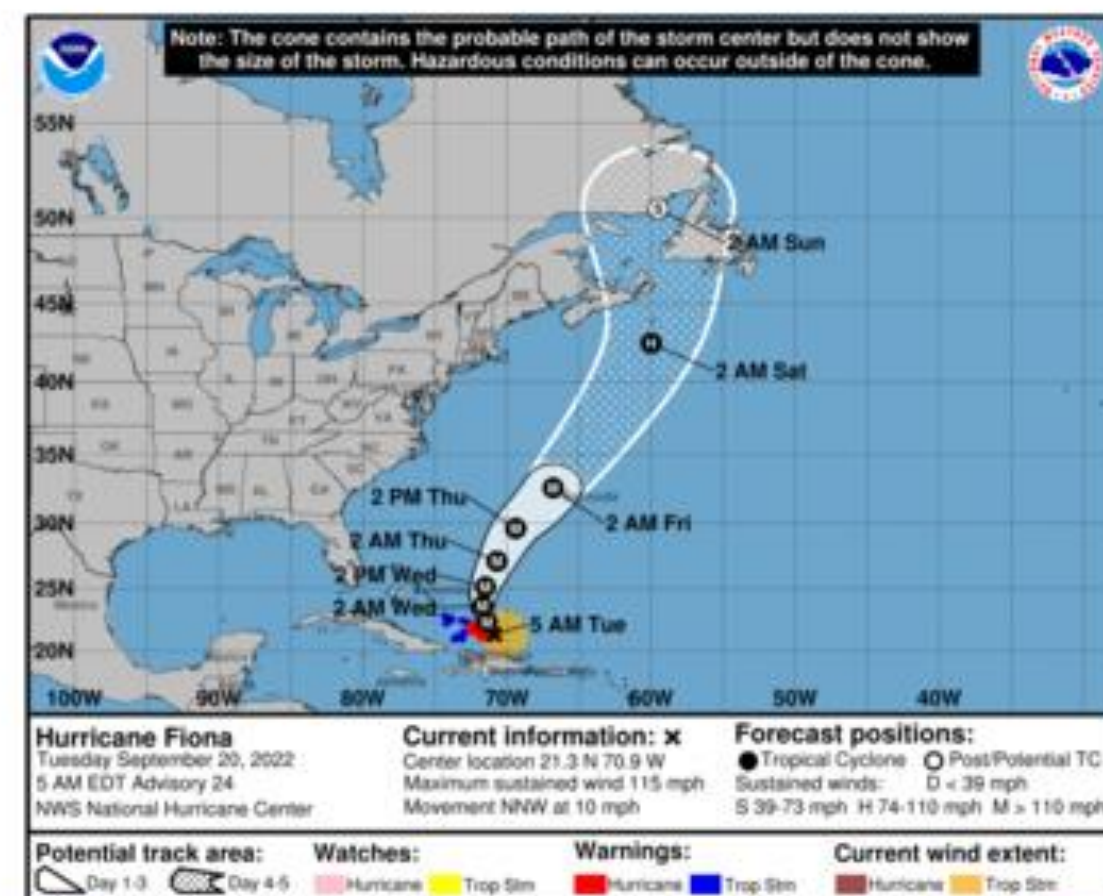 Note: The cone contains the probable path of the storm center but does not show
the size of the storm. Hazardous conditions can occur outside of the cone.
55N
50N
45N
40N
35N
30N
25N
20N
100W 90W 80W 70W 60W 50W 40W
2 AM Sun
2 AM Sat
2 PM Thu
2 AM Fri
2 AM Thu
2 PM Wed
2 AM Wed
5 AM Tue
Hurricane Fiona
Tuesday September 20, 2022
5 AM EDT Advisory 24
NWS National Hurricane Center
Current information: x
Center location 21.3 N 70.9 W
Maximum sustained wind 115 mph
Movement NNW at 10 mph
Forecast positions:
Tropical Cyclone Post/Potential TC
Sustained winds: D < 39 mph
S 39-73 mph H 74-110 mph M > 110 mph
Potential track area:
Day 1-3 Day 4-5
Watches:
Hurricane Trop Stm
Warnings:
Hurricane Trop Stm
Current wind extent:
Hurricane Trop Stm